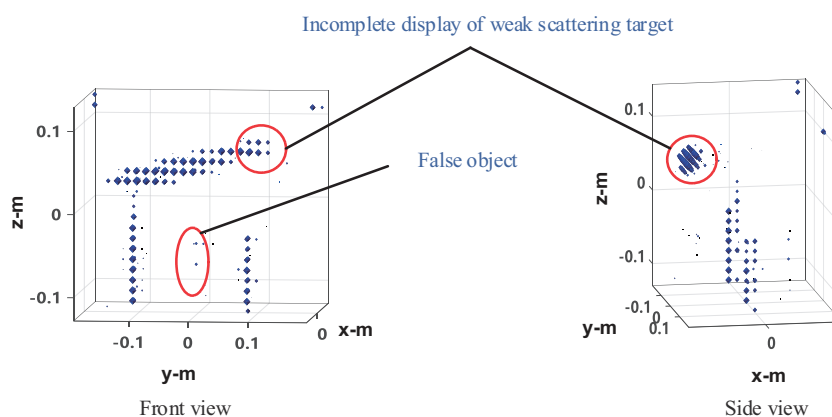 Incomplete display of weak scattering target
False object
0.1
0
-0.1
z-m
-0.1
0
0.1
y-m
0
x-m
Front view
0.1
0
-0.1
z-m
-0.1
0
0.1
y-m
0
x-m
Side view